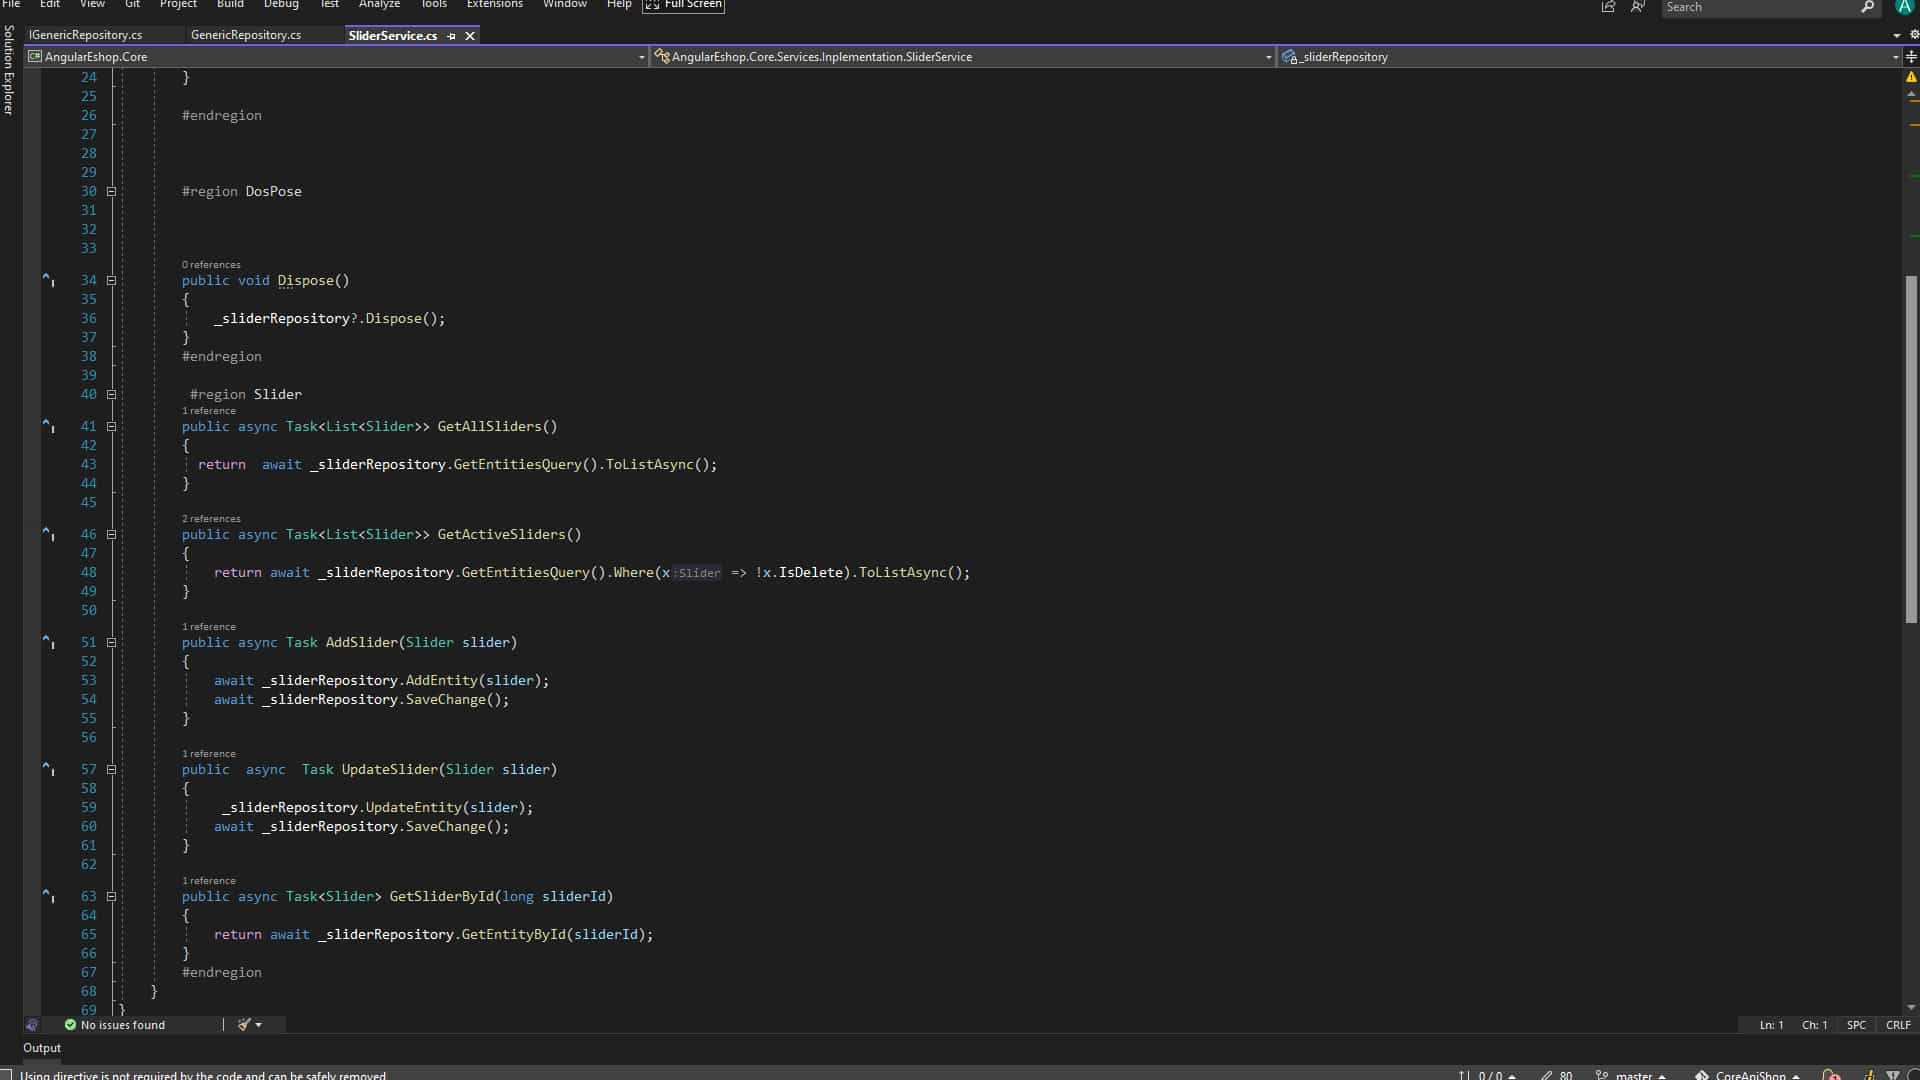 File Edit View Git Project Build Debug Test Analyze Tools Extensions Window Help Full Screen Search A
Solution Explorer
IGenericRepository.cs GenericRepository.cs SliderService.cs
AngularEshop.Core AngularEshop.Core.Services.Inplementation.SliderService _sliderRepository
24 }
25
26 #endregion
27
28
29
30 #region DosPose
31
32
33
0 references
34 public void Dispose()
35 {
36 _sliderRepository?.Dispose();
37 }
38 #endregion
39
40 #region Slider
1 reference
41 public async Task<List<Slider>> GetAllSliders()
42 {
43 return  await _sliderRepository.GetEntitiesQuery().ToListAsync();
44 }
45
2 references
46 public async Task<List<Slider>> GetActiveSliders()
47 {
48 return await _sliderRepository.GetEntitiesQuery().Where(x:Slider => !x.IsDelete).ToListAsync();
49 }
50
1 reference
51 public async Task AddSlider(Slider slider)
52 {
53 await _sliderRepository.AddEntity(slider);
54 await _sliderRepository.SaveChange();
55 }
56
1 reference
57 public  async  Task UpdateSlider(Slider slider)
58 {
59 _sliderRepository.UpdateEntity(slider);
60 await _sliderRepository.SaveChange();
61 }
62
1 reference
63 public async Task<Slider> GetSliderById(long sliderId)
64 {
65 return await _sliderRepository.GetEntityById(sliderId);
66 }
67 #endregion
68 }
69 }
No issues found Ln: 1 Ch: 1 SPC CRLF
Output
Using directive is not required by the code and can be safely removed 0 / 0 80 master CoreApiShop